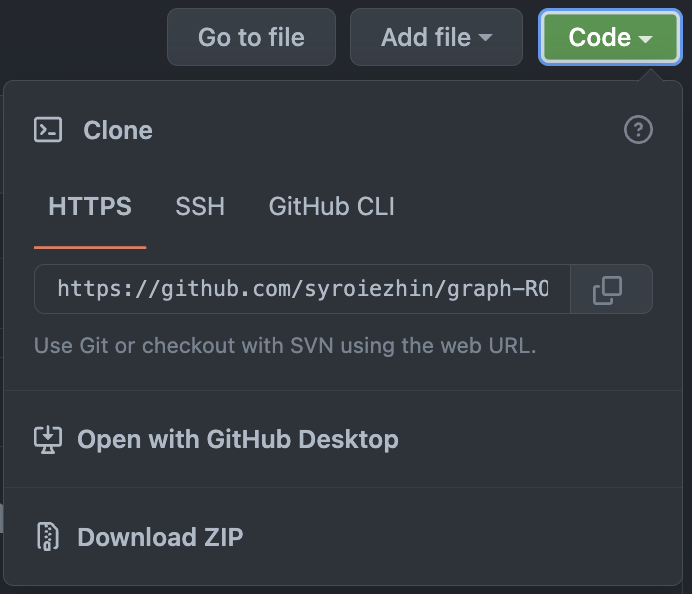 Go to file Add file Code
Clone
HTTPS SSH GitHub CLI
https://github.com/syroiezhin/graph-RO
Use Git or checkout with SVN using the web URL.
Open with GitHub Desktop
Download ZIP